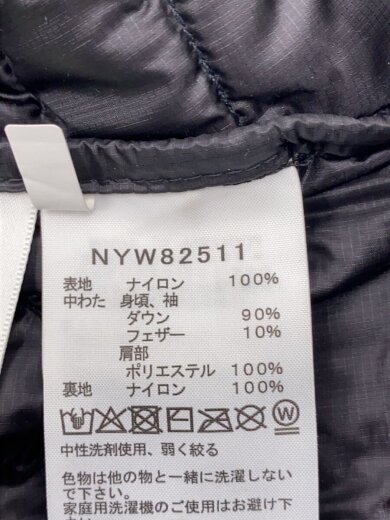 NYW82511
表地 ナイロン 100%
中わた 身頃、袖
ダウン 90%
フェザー 10%
肩部
ポリエステル 100%
裏地 ナイロン 100%
W
中性洗剤使用、弱く絞る
色物は他の物と一緒に洗濯しない
で下さい。
家庭用洗濯機のご使用はお避け下